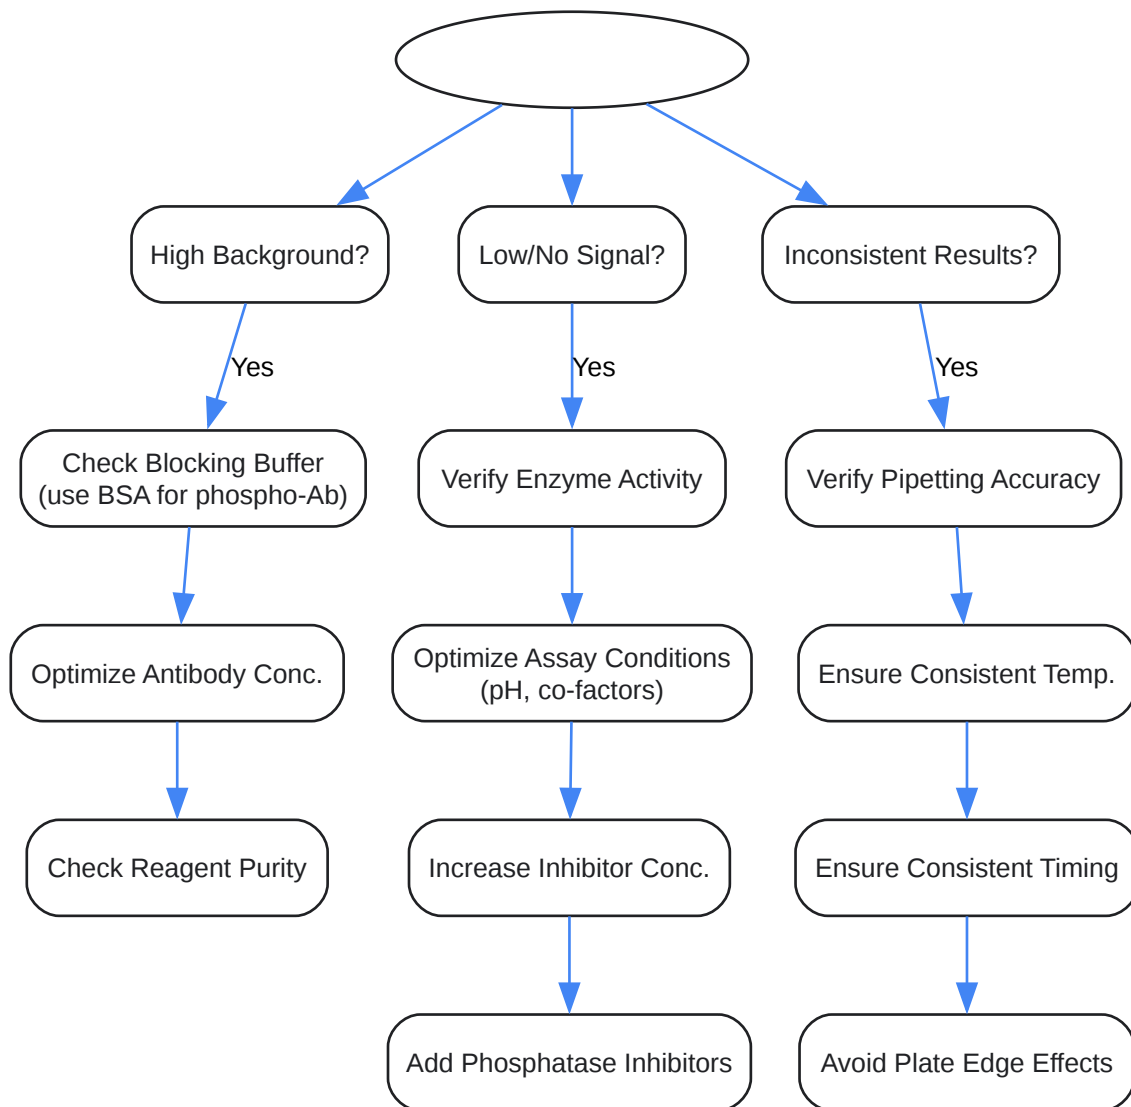 High Background?
Low/No Signal?
Inconsistent Results?
Yes
Yes
Yes
Check Blocking Buffer
(use BSA for phospho-Ab)
Verify Enzyme Activity
Verify Pipetting Accuracy
Optimize Antibody Conc.
Optimize Assay Conditions
(pH, co-factors)
Ensure Consistent Temp.
Check Reagent Purity
Increase Inhibitor Conc.
Ensure Consistent Timing
Add Phosphatase Inhibitors
Avoid Plate Edge Effects